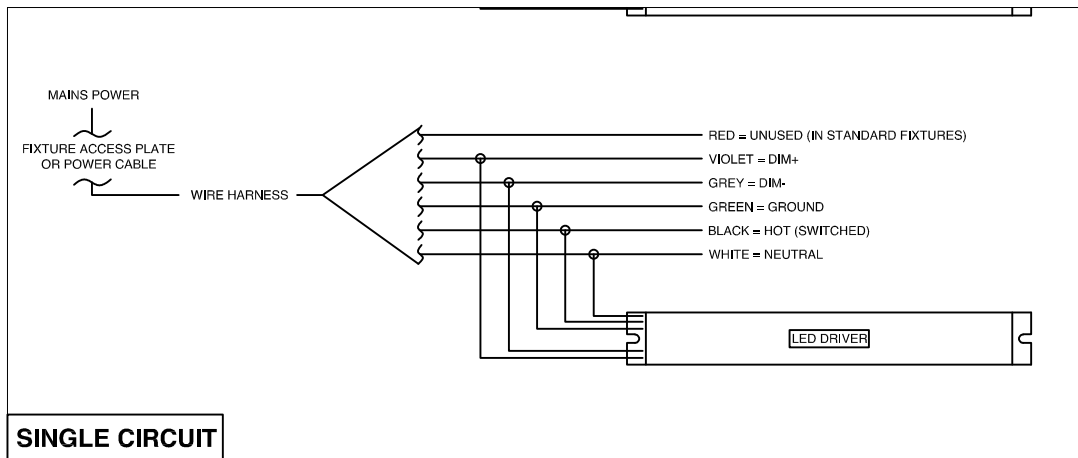 MAINS POWER
FIXTURE ACCESS PLATE
OR POWER CABLE
WIRE HARNESS
RED = UNUSED (IN STANDARD FIXTURES)
VIOLET = DIM+
GREY = DIM-
GREEN = GROUND
BLACK = HOT (SWITCHED)
WHITE = NEUTRAL
LED DRIVER
SINGLE CIRCUIT